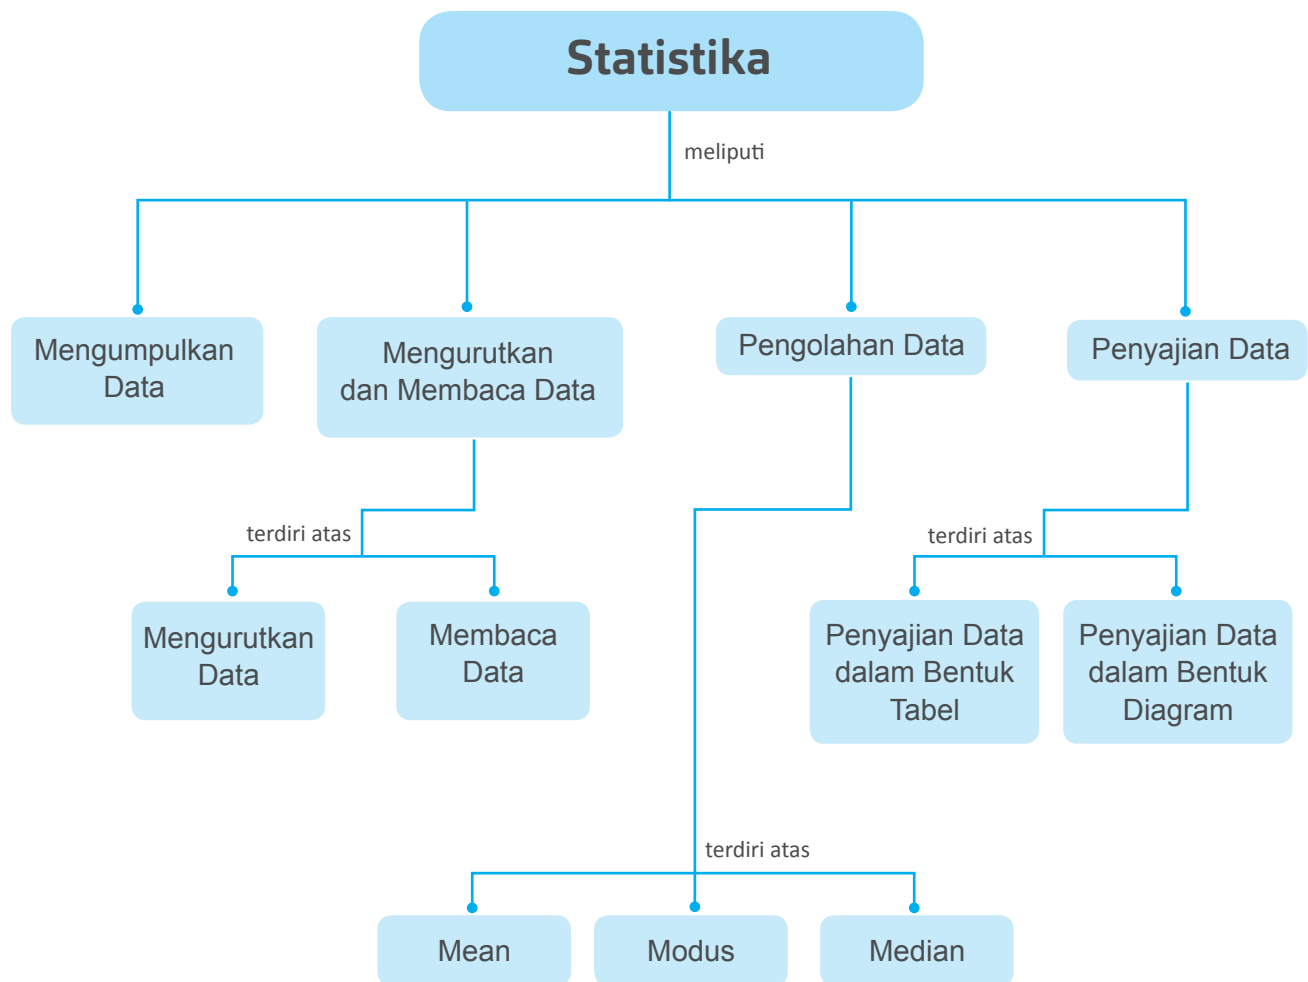 Statistika
meliputi
Mengumpulkan
Data
Mengurutkan
dan Membaca Data
Pengolahan Data
Penyajian Data
terdiri atas
Mengurutkan
Data
Membaca
Data
terdiri atas
Penyajian Data
dalam Bentuk
Tabel
Penyajian Data
dalam Bentuk
Diagram
terdiri atas
Mean
Modus
Median